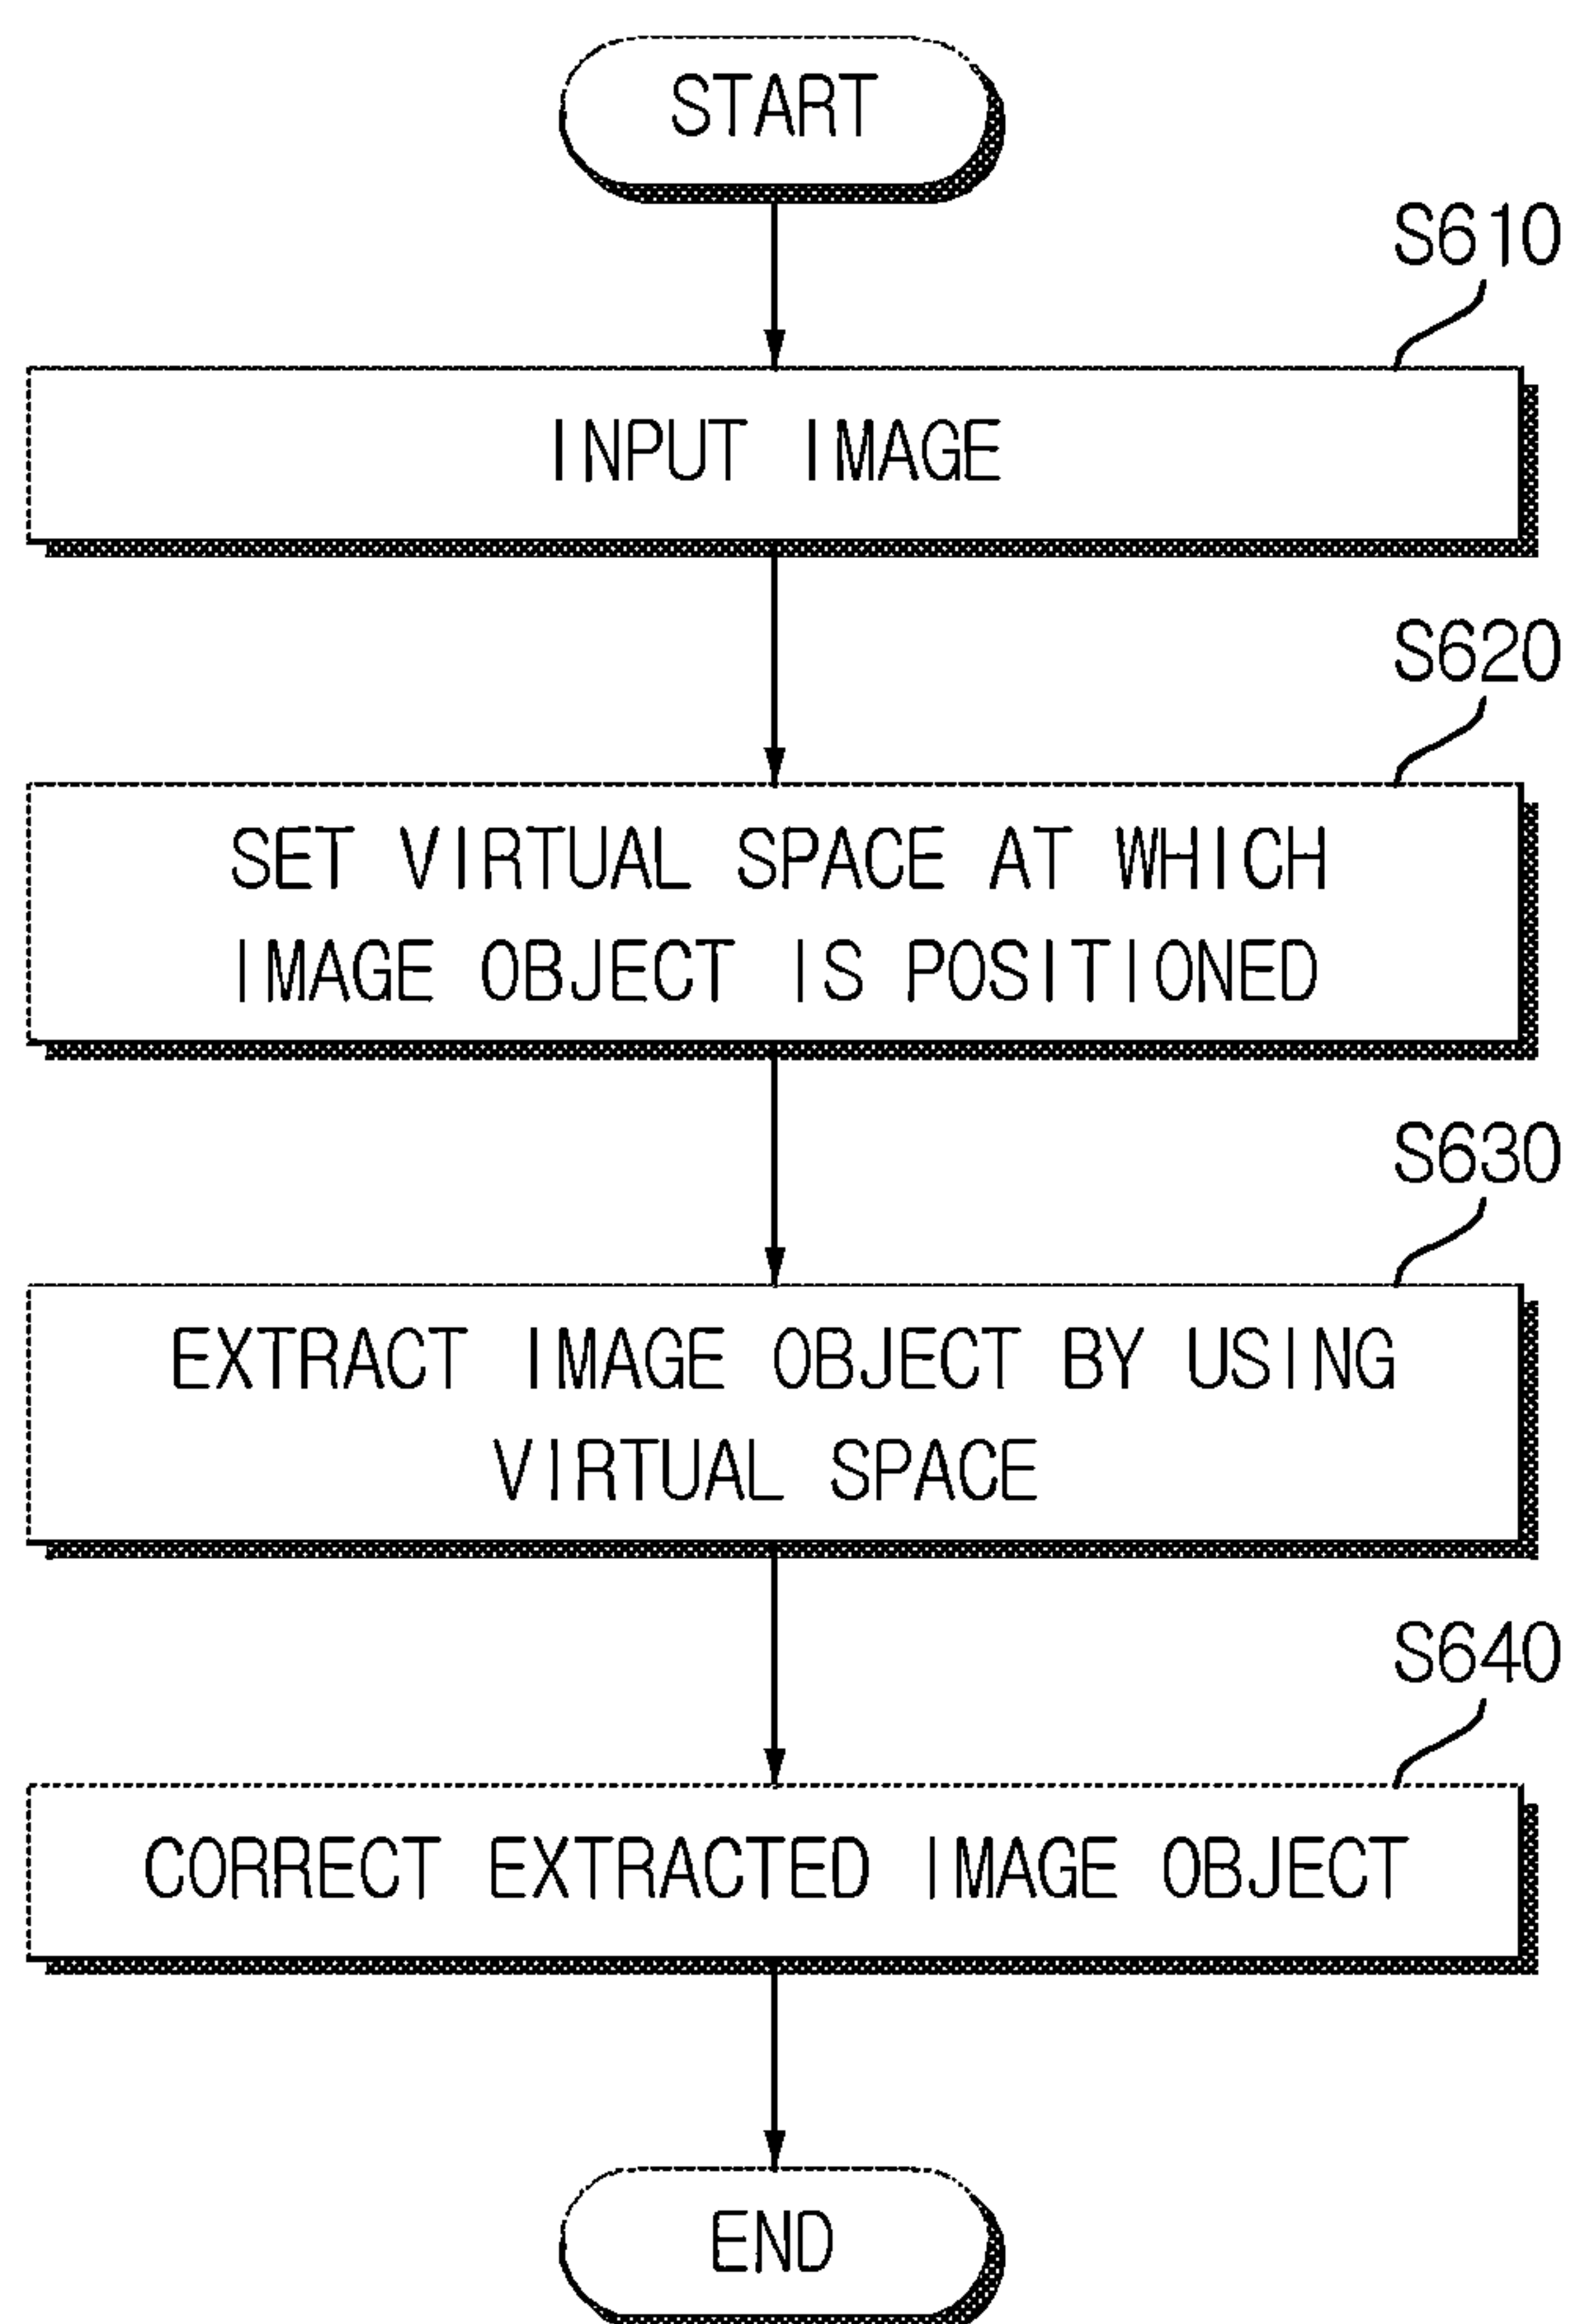 START
S610
INPUT IMAGE
S620
SET VIRTUAL SPACE AT WHICH
IMAGE OBJECT IS POSITIONED
S630
EXTRACT IMAGE OBJECT BY USING
VIRTUAL SPACE
S640
CORRECT EXTRACTED IMAGE OBJECT
END